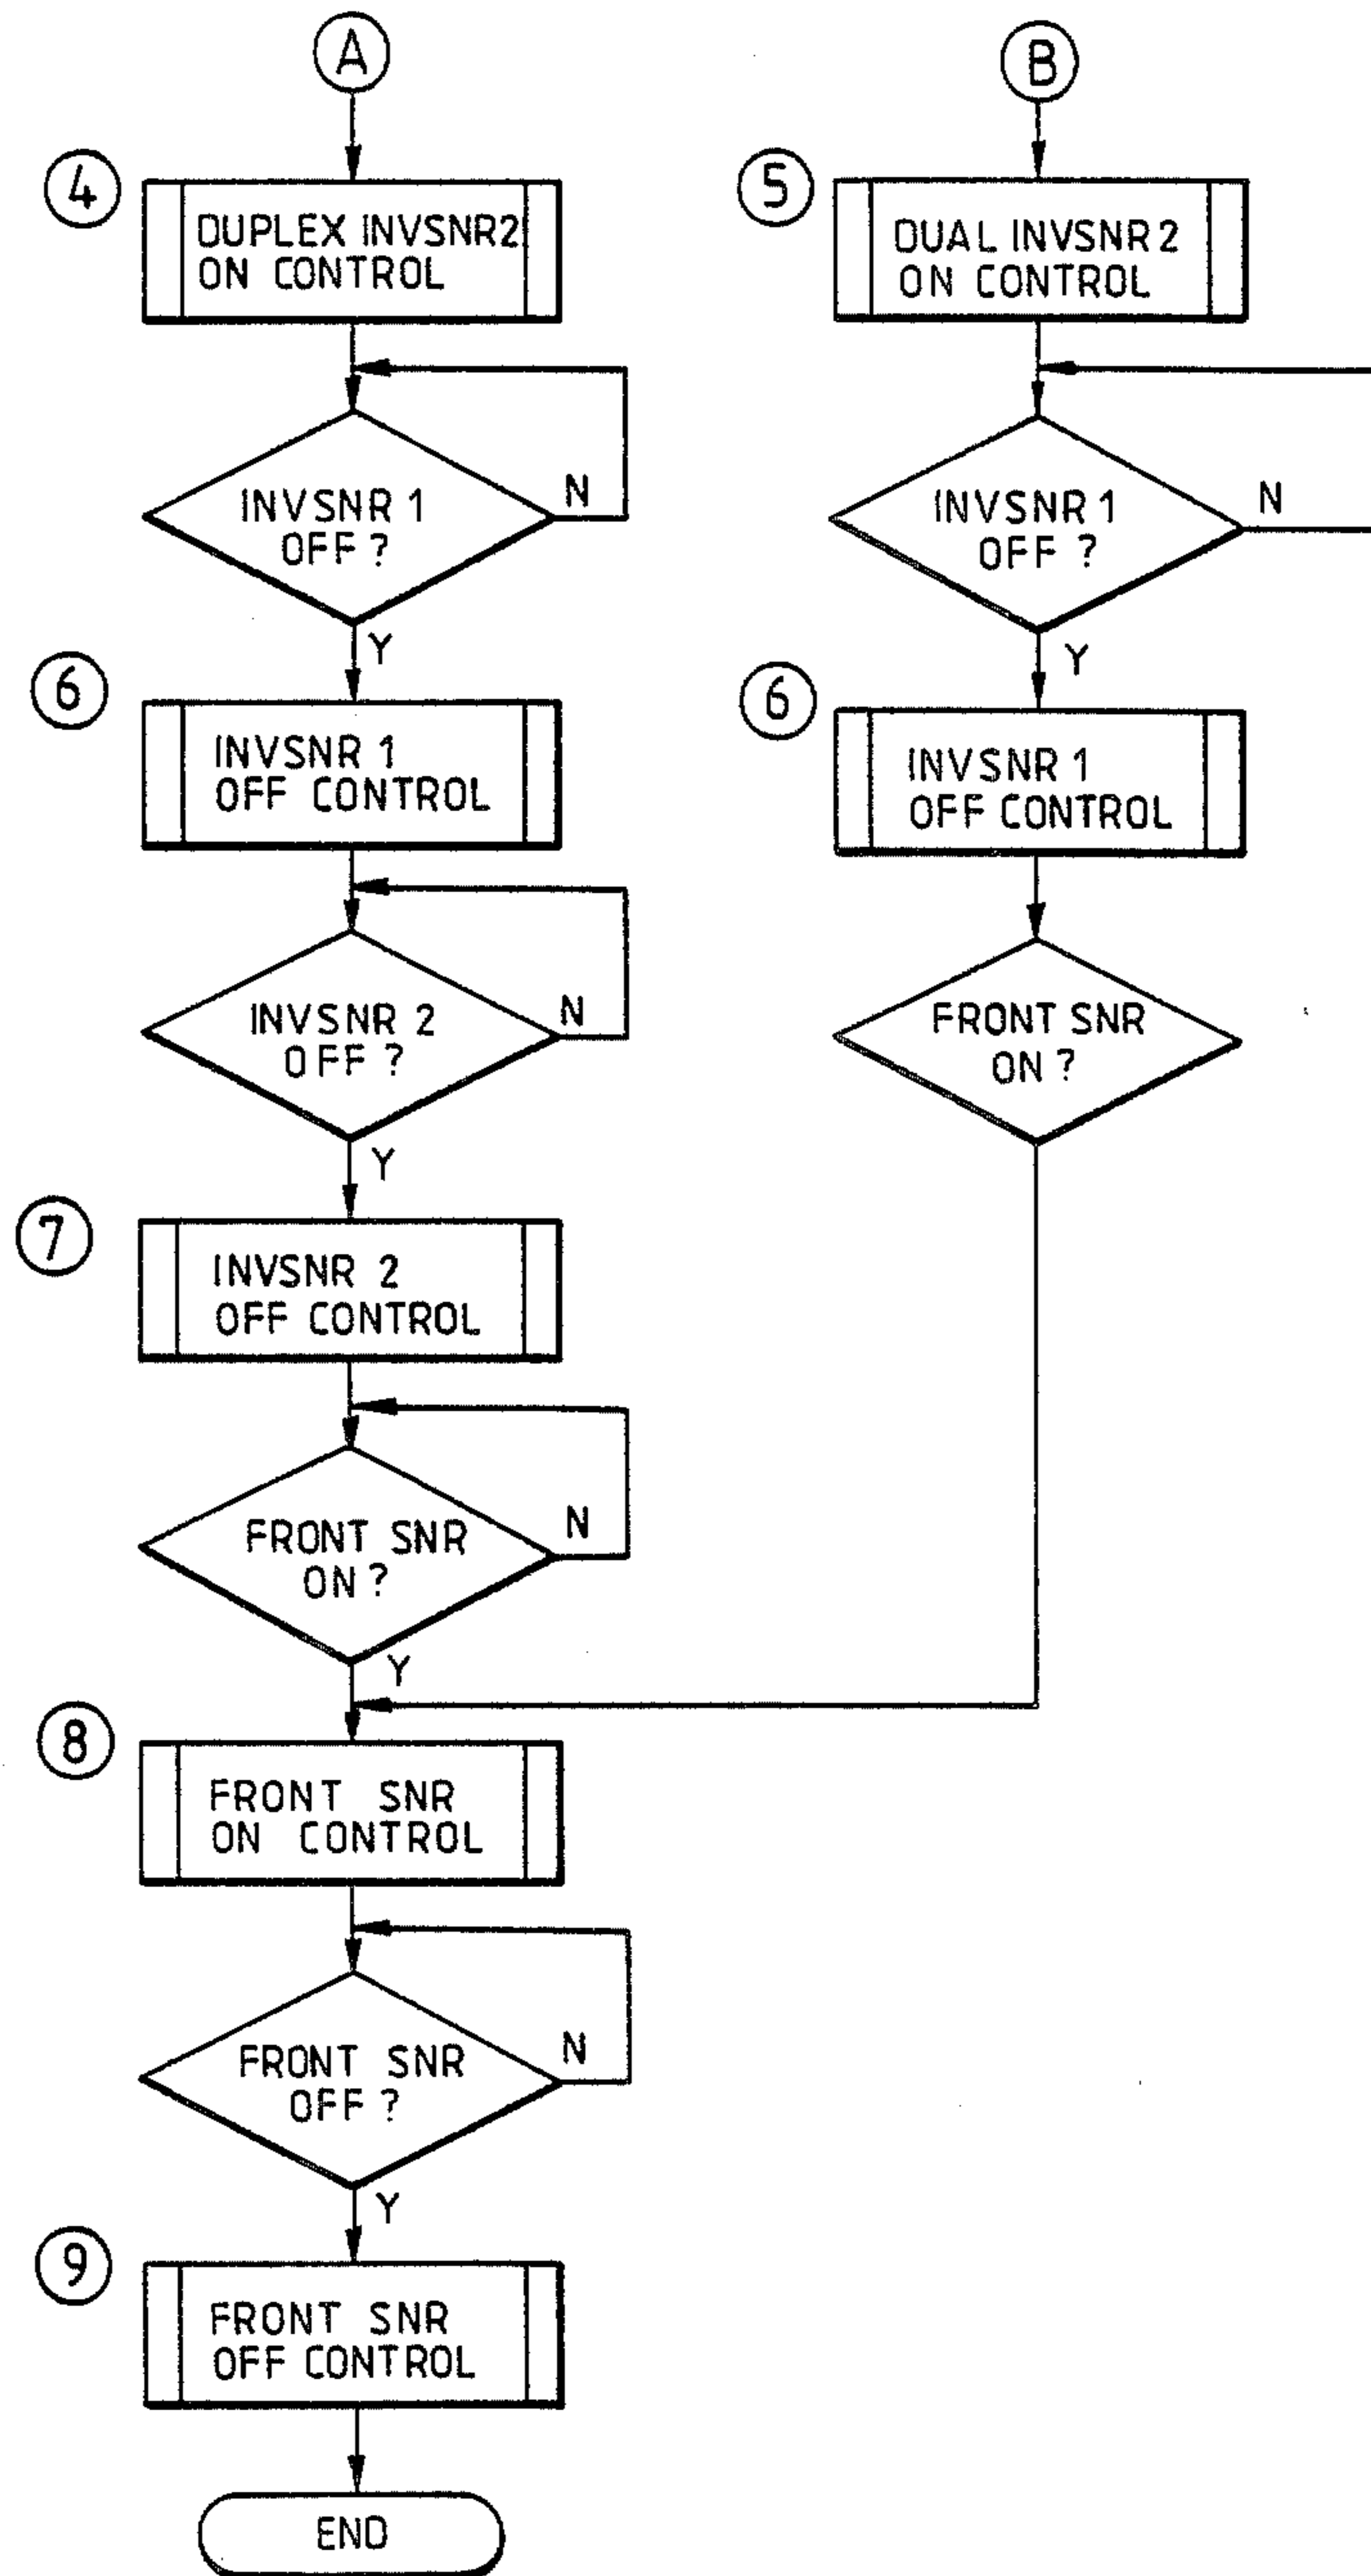 A
4
DUPLEX INVSNR2
ON CONTROL
INVSNR 1
OFF ?
N
Y
6
INVSNR 1
OFF CONTROL
INVSNR 2
OFF ?
N
Y
7
INVSNR 2
OFF CONTROL
FRONT SNR
ON ?
N
Y
8
FRONT SNR
ON CONTROL
FRONT SNR
OFF ?
N
Y
9
FRONT SNR
OFF CONTROL
END
B
5
DUAL INVSNR 2
ON CONTROL
INVSNR 1
OFF ?
N
Y
6
INVSNR 1
OFF CONTROL
FRONT SNR
ON ?